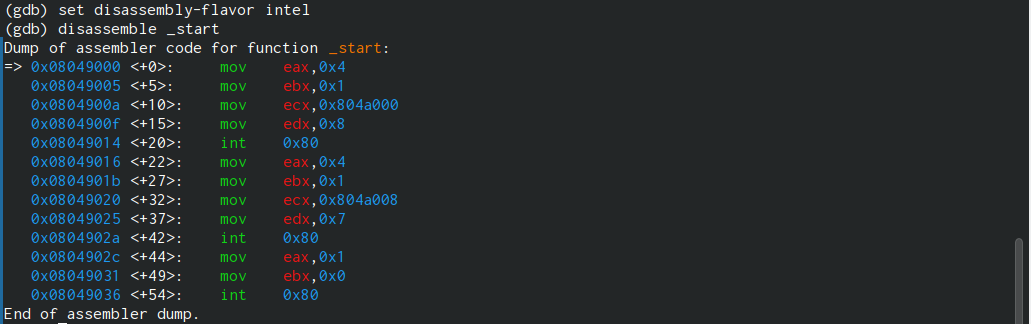 (gdb) set disassembly-flavor intel
(gdb) disassemble _start
Dump of assembler code for function _start:
=> 0x08049000 <+0>:     mov    eax,0x4
   0x08049005 <+5>:     mov    ebx,0x1
   0x0804900a <+10>:    mov    ecx,0x804a000
   0x0804900f <+15>:    mov    edx,0x8
   0x08049014 <+20>:    int    0x80
   0x08049016 <+22>:    mov    eax,0x4
   0x0804901b <+27>:    mov    ebx,0x1
   0x08049020 <+32>:    mov    ecx,0x804a008
   0x08049025 <+37>:    mov    edx,0x7
   0x0804902a <+42>:    int    0x80
   0x0804902c <+44>:    mov    eax,0x1
   0x08049031 <+49>:    mov    ebx,0x0
   0x08049036 <+54>:    int    0x80
End of assembler dump.